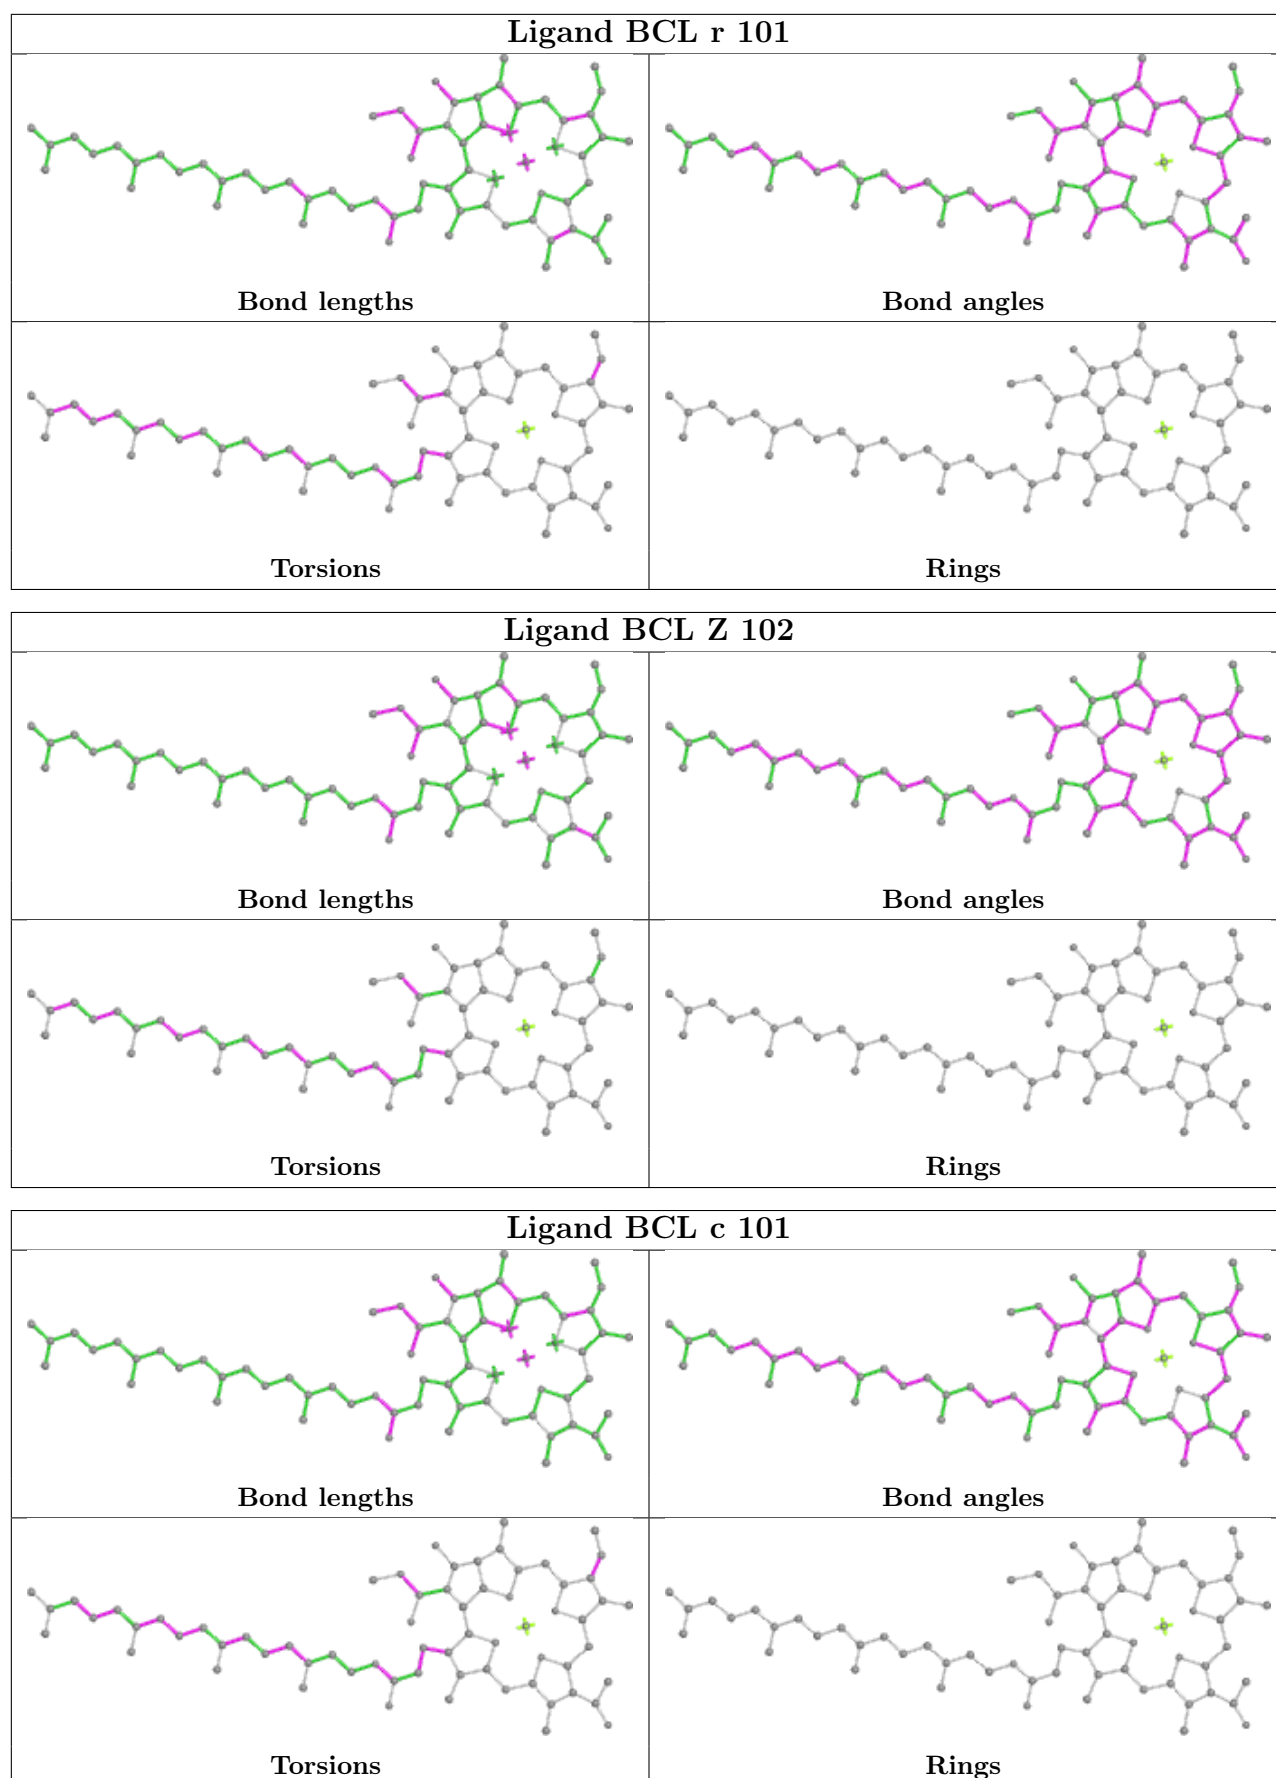 Ligand BCL r 101
Bond lengths
Bond angles
Torsions
Rings
Ligand BCL Z 102
Bond lengths
Bond angles
Torsions
Rings
Ligand BCL c 101
Bond lengths
Bond angles
Torsions
Rings